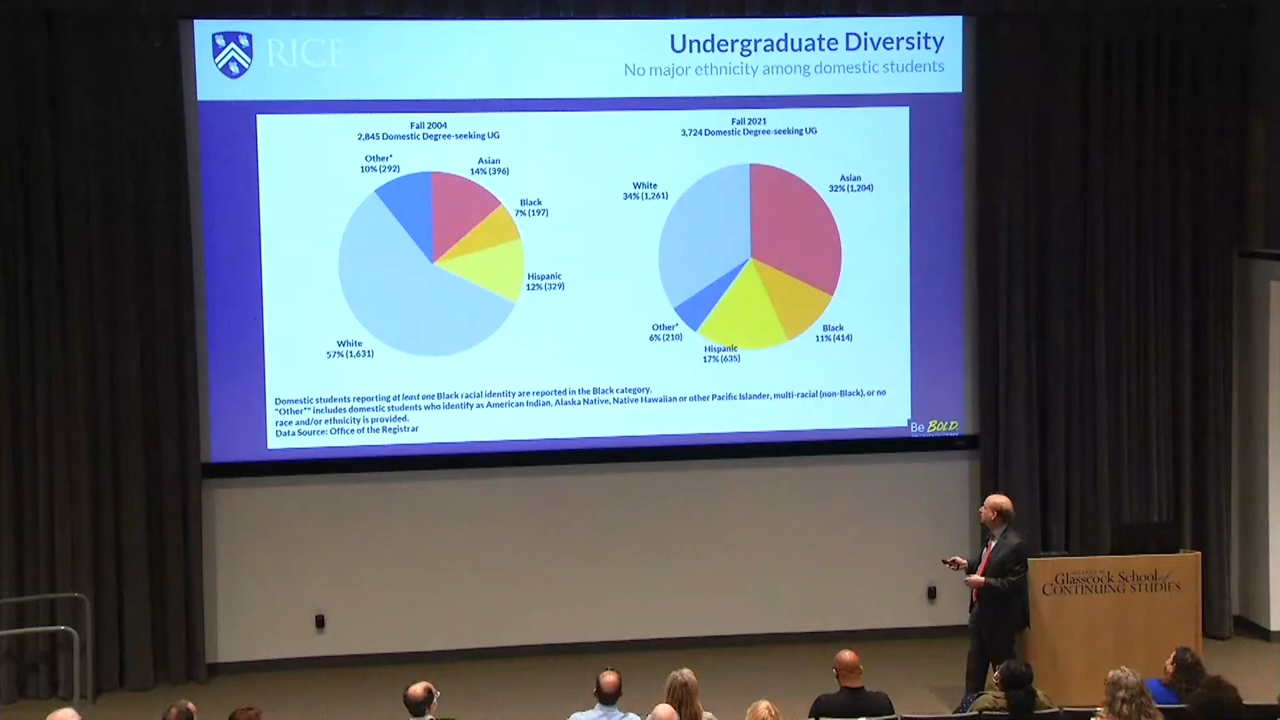 RICE
Undergraduate Diversity
No major ethnicity among domestic students
Fall 2004
2,845 Domestic Degree-seeking UG
Other*
10% (292)
Asian
14% (396)
Black
7% (197)
Hispanic
12% (329)
White
57% (1,631)
Fall 2021
3,724 Domestic Degree-seeking UG
White
34% (1,261)
Asian
32% (1,204)
Other*
6% (210)
Hispanic
17% (635)
Black
11% (414)
Domestic students reporting at least one Black racial identity are reported in the Black category.
"Other*" includes domestic students who identify as American Indian, Alaska Native, Native Hawaiian or other Pacific Islander, multi-racial (non-Black), or no
race and/or ethnicity is provided.
Data Source: Office of the Registrar
Be BOLD.
Glasscock School of
CONTINUING STUDIES